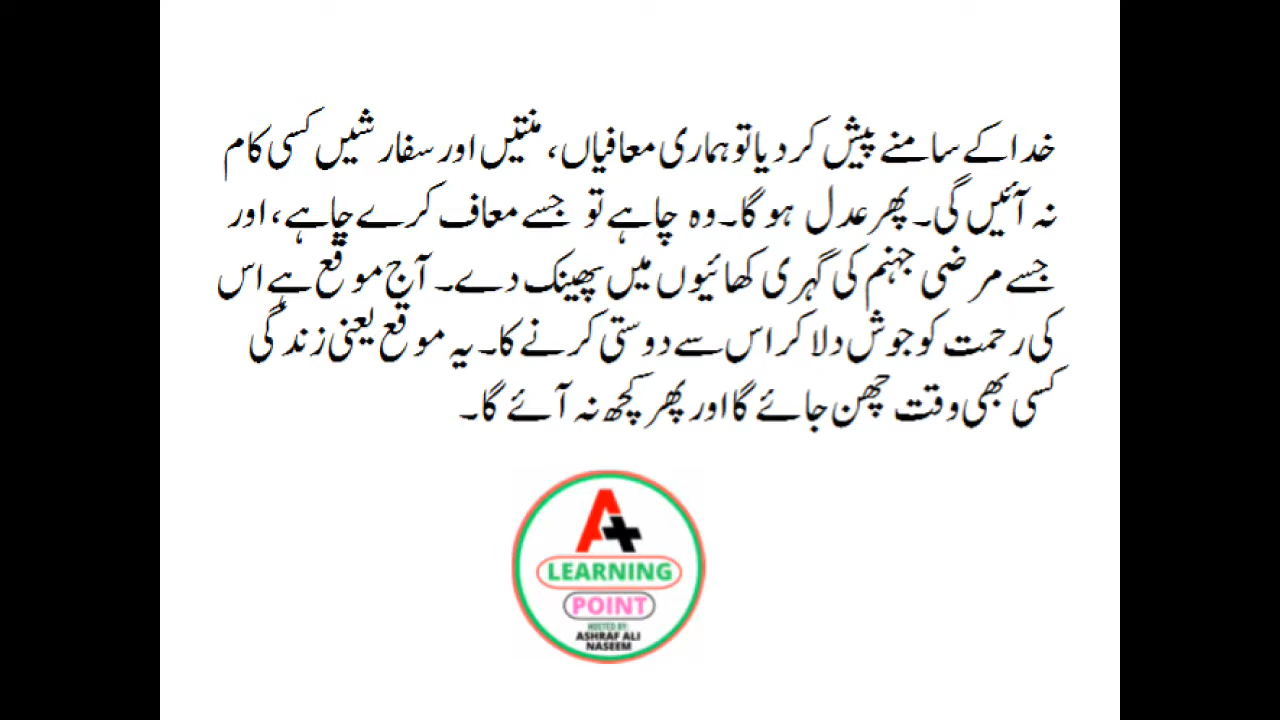 خدا کے سامنے پیش کر دیا تو ہماری معافیاں، منتیں اور سفارشیں کسی کام
نہ آئیں گی۔ پھر عدل ہو گا۔ وہ چاہے تو جسے معاف کرے چاہے، اور
جسے مرضی جہنم کی گہری کھائیوں میں پھینک دے۔ آج موقع ہے اس
کی رحمت کو جوش دلا کر اس سے دوستی کرنے کا۔ یہ موقع یعنی زندگی
کسی بھی وقت چھن جائے گا اور پھر کچھ نہ آئے گا۔
A+
LEARNING
POINT
HOSTED BY:
ASHRAF ALI
NASEEM